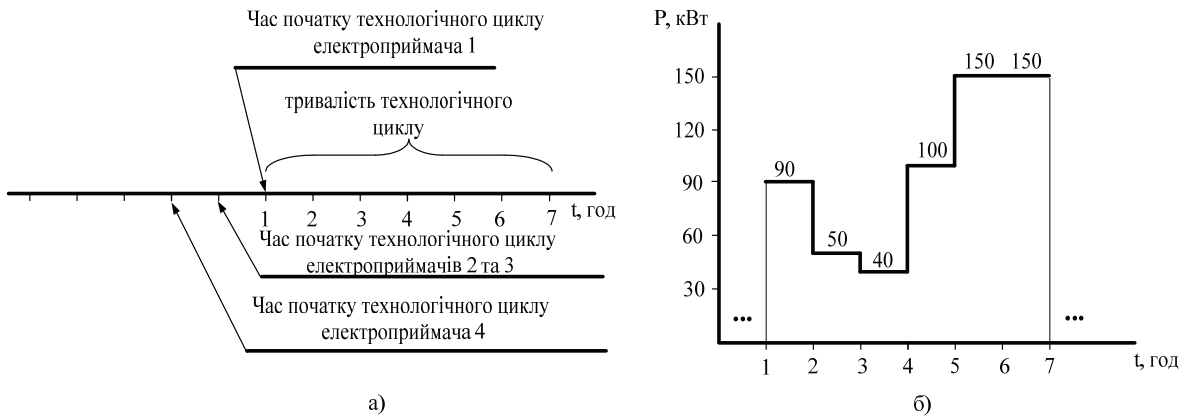 Час початку технологічного циклу
електроприймача 1
тривалість технологічного
циклу
1 2 3 4 5 6 7 t, год
Час початку технологічного циклу
електроприймачів 2 та 3
Час початку технологічного циклу
електроприймача 4
а)
P, кВт
150 150
150
120
100
90
90
60
50
40
30
... ...
1 2 3 4 5 6 7 t, год
б)